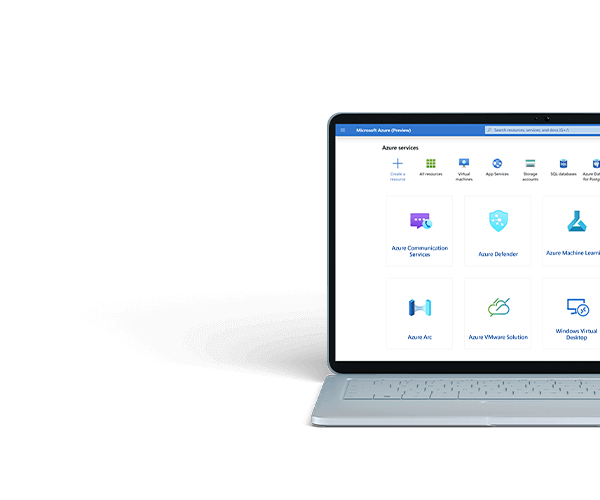 Microsoft Azure (Preview)
Search resources, services, and docs (G+/)
Azure services
Create a
resource
All resources
Virtual
machines
App Services
Storage
accounts
SQL databases
Azure Dat
for Postg
Azure Communication
Services
Azure Defender
Azure Machine Learni
Azure Arc
Azure VMware Solution
Windows Virtual
Desktop